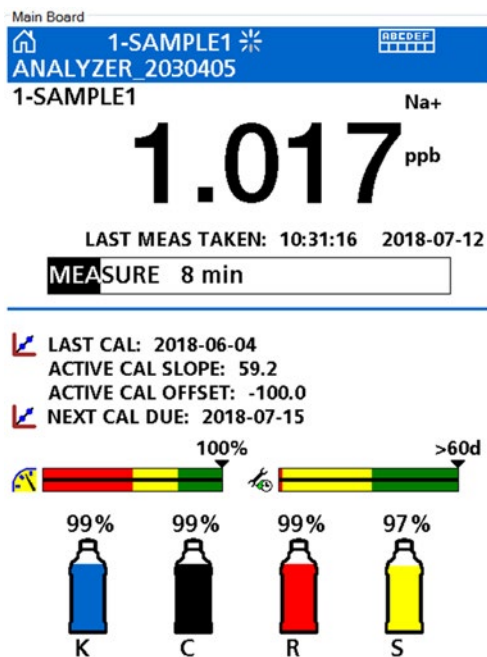 Main Board
1-SAMPLE1
ABCDEF
ANALYZER_2030405
1-SAMPLE1
Na+
1.017 ppb
LAST MEAS TAKEN: 10:31:16 2018-07-12
MEASURE 8 min
LAST CAL: 2018-06-04
ACTIVE CAL SLOPE: 59.2
ACTIVE CAL OFFSET: -100.0
NEXT CAL DUE: 2018-07-15
100% >60d
99% 99% 99% 97%
K C R S